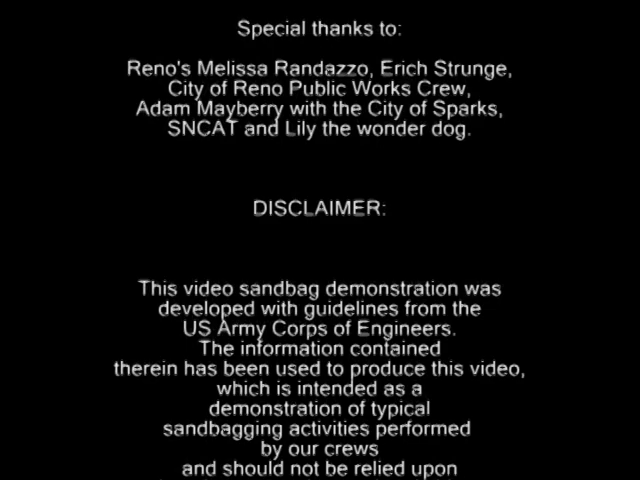 Special thanks to:
Reno's Melissa Randazzo, Erich Strunge,
City of Reno Public Works Crew,
Adam Mayberry with the City of Sparks,
SNCAT and Lily the wonder dog.
DISCLAIMER:
This video sandbag demonstration was
developed with guidelines from the
US Army Corps of Engineers.
The information contained
therein has been used to produce this video,
which is intended as a
demonstration of typical
sandbagging activities performed
by our crews
and should not be relied upon